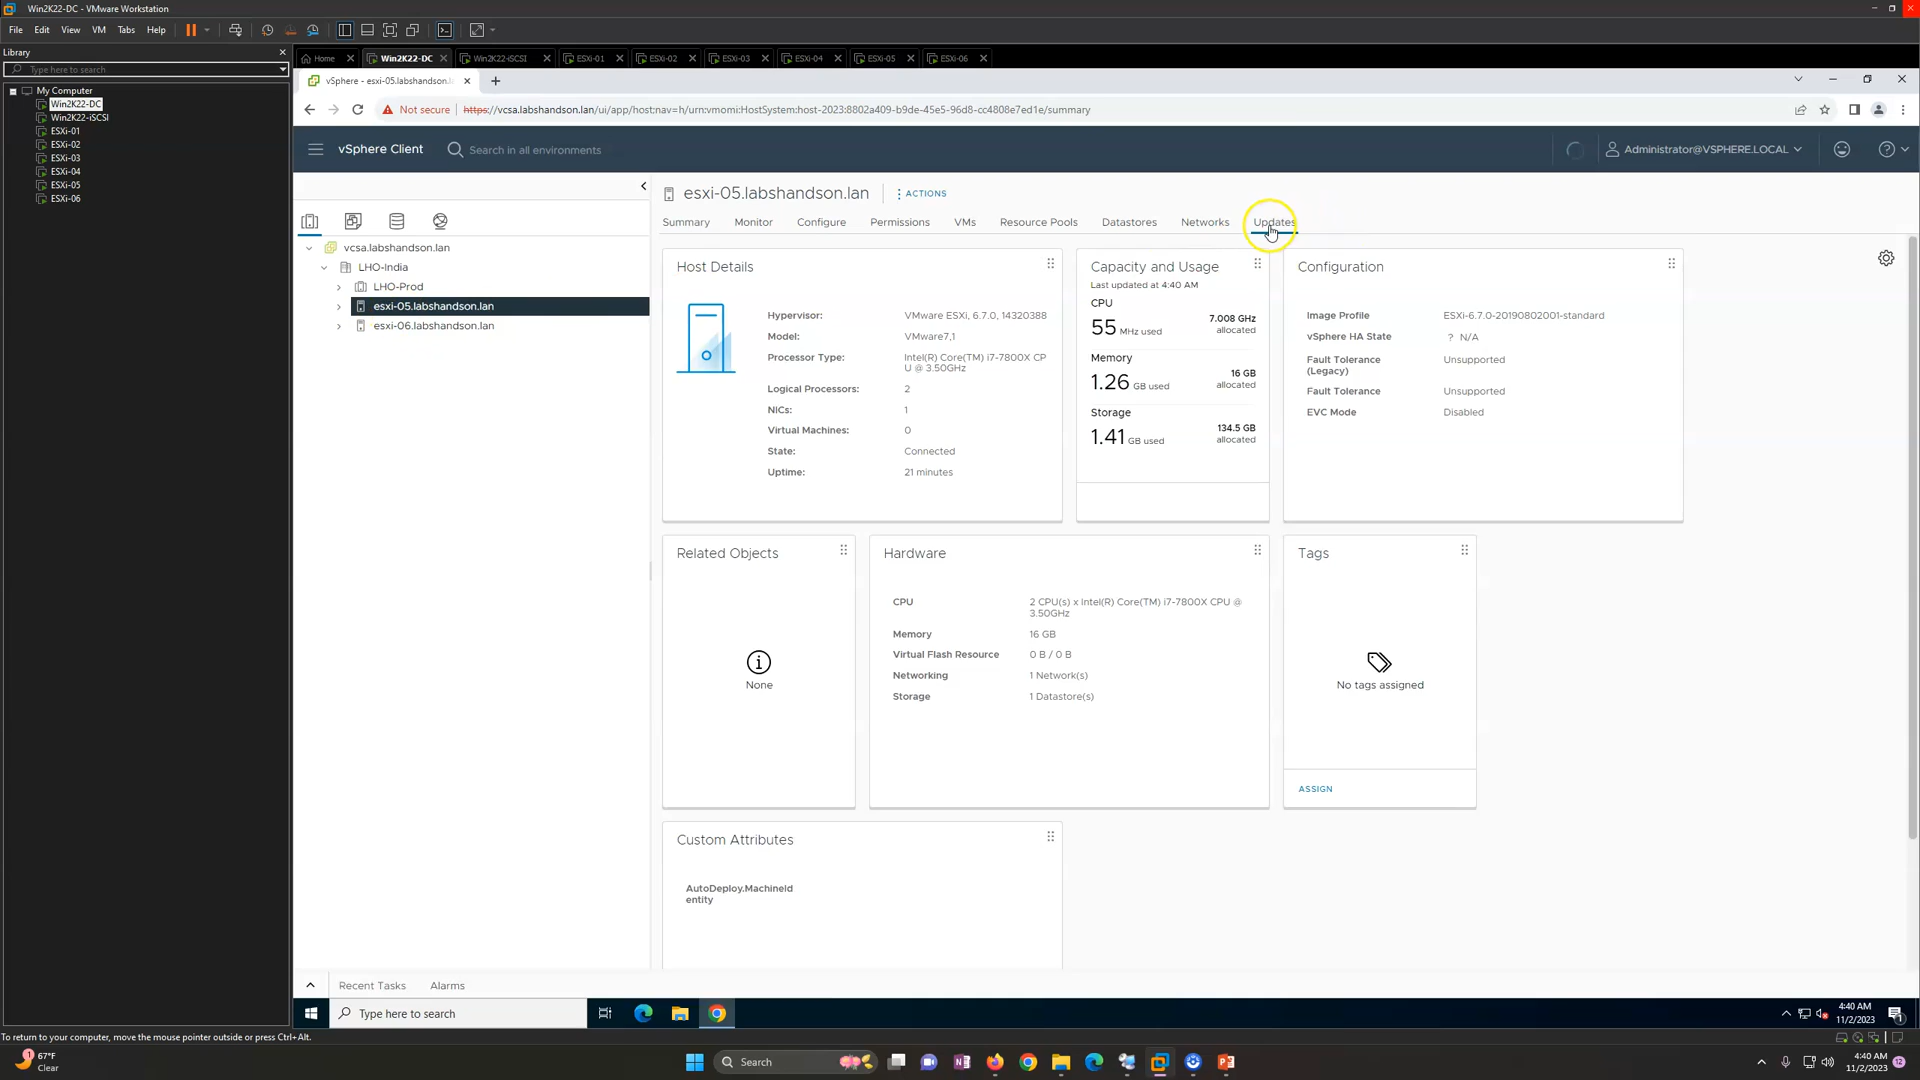 Win2K22-DC - VMware Workstation
File Edit View VM Tabs Help
Library
Type here to search
My Computer
Win2K22-DC
Win2K22-iSCSI
ESXi-01
ESXi-02
ESXi-03
ESXi-04
ESXi-05
ESXi-06
Home Win2K22-DC Win2K22-iSCSI ESXi-01 ESXi-02 ESXi-03 ESXi-04 ESXi-05 ESXi-06
vSphere - esxi-05.labshandson.l
Not secure https://vcsa.labshandson.lan/ui/app/host;nav=h/urn:vmomi:HostSystem:host-2023:8802a409-b9de-45e5-96d8-cc4808e7ed1e/summary
vSphere Client Search in all environments Administrator@VSPHERE.LOCAL
vcsa.labshandson.lan
LHO-India
LHO-Prod
esxi-05.labshandson.lan
esxi-06.labshandson.lan
esxi-05.labshandson.lan ACTIONS
Summary Monitor Configure Permissions VMs Resource Pools Datastores Networks Updates
Host Details
Hypervisor: VMware ESXi, 6.7.0, 14320388
Model: VMware7,1
Processor Type: Intel(R) Core(TM) i7-7800X CP
U @ 3.50GHz
Logical Processors: 2
NICs: 1
Virtual Machines: 0
State: Connected
Uptime: 21 minutes
Capacity and Usage
Last updated at 4:40 AM
CPU
55 MHz used 7.008 GHz allocated
Memory
1.26 GB used 16 GB allocated
Storage
1.41 GB used 134.5 GB allocated
Configuration
Image Profile ESXi-6.7.0-20190802001-standard
vSphere HA State ? N/A
Fault Tolerance (Legacy) Unsupported
Fault Tolerance Unsupported
EVC Mode Disabled
Related Objects
None
Hardware
CPU 2 CPU(s) x Intel(R) Core(TM) i7-7800X CPU @
3.50GHz
Memory 16 GB
Virtual Flash Resource 0 B / 0 B
Networking 1 Network(s)
Storage 1 Datastore(s)
Tags
No tags assigned
ASSIGN
Custom Attributes
AutoDeploy.MachineId
entity
Recent Tasks Alarms
Type here to search
4:40 AM
11/2/2023
1
To return to your computer, move the mouse pointer outside or press Ctrl+Alt.
1
67°F
Clear
Search
4:40 AM
11/2/2023
12